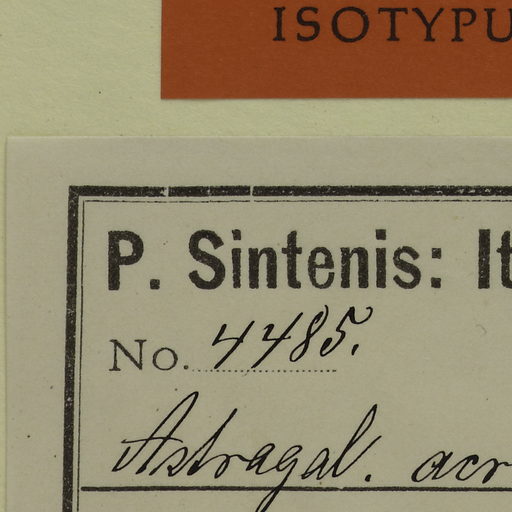 ISOTYPU
P. Sintenis: It
No. 4485.
Astragal. acr